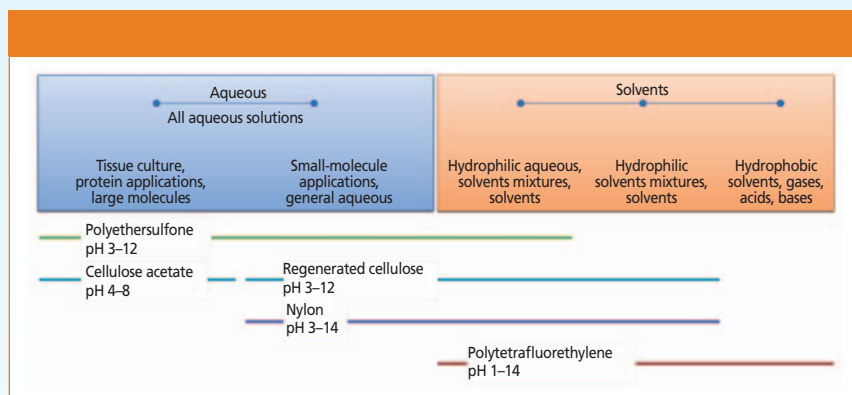 Aqueous
All aqueous solutions
Solvents
Tissue culture,
protein applications,
large molecules
Small-molecule
applications,
general aqueous
Hydrophilic aqueous,
solvents mixtures,
solvents
Hydrophilic
solvents mixtures,
solvents
Hydrophobic
solvents, gases,
acids, bases
Polyethersulfone
pH 3–12
Cellulose acetate
pH 4–8
Regenerated cellulose
pH 3–12
Nylon
pH 3–14
Polytetrafluorethylene
pH 1–14